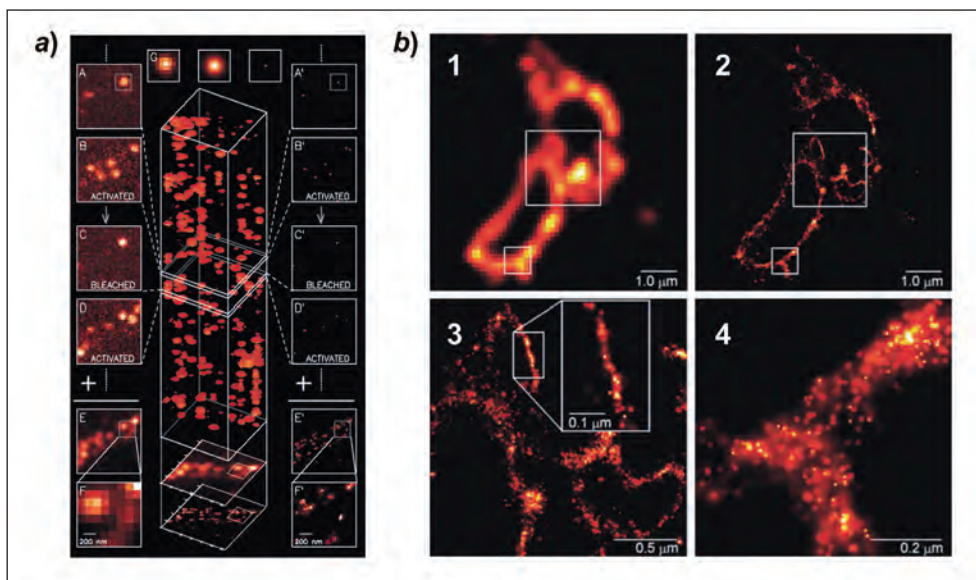 a)
b)
G
A
A'
B
ACTIVATED
B'
ACTIVATED
C
BLEACHED
C'
BLEACHED
D
ACTIVATED
D'
ACTIVATED
+
+
E
E'
F
200 nm
F'
200 nm
1
1.0 µm
2
1.0 µm
3
0.1 µm
0.5 µm
4
0.2 µm